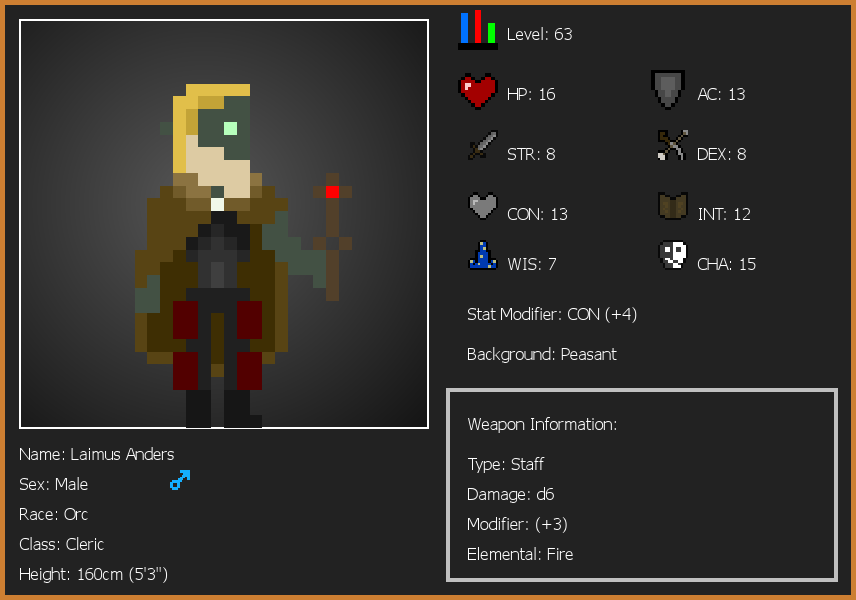 Level: 63
HP: 16
AC: 13
STR: 8
DEX: 8
CON: 13
INT: 12
WIS: 7
CHA: 15
Stat Modifier: CON (+4)
Background: Peasant
Weapon Information:
Type: Staff
Damage: d6
Modifier: (+3)
Elemental: Fire
Name: Laimus Anders
Sex: Male
Race: Orc
Class: Cleric
Height: 160cm (5'3")